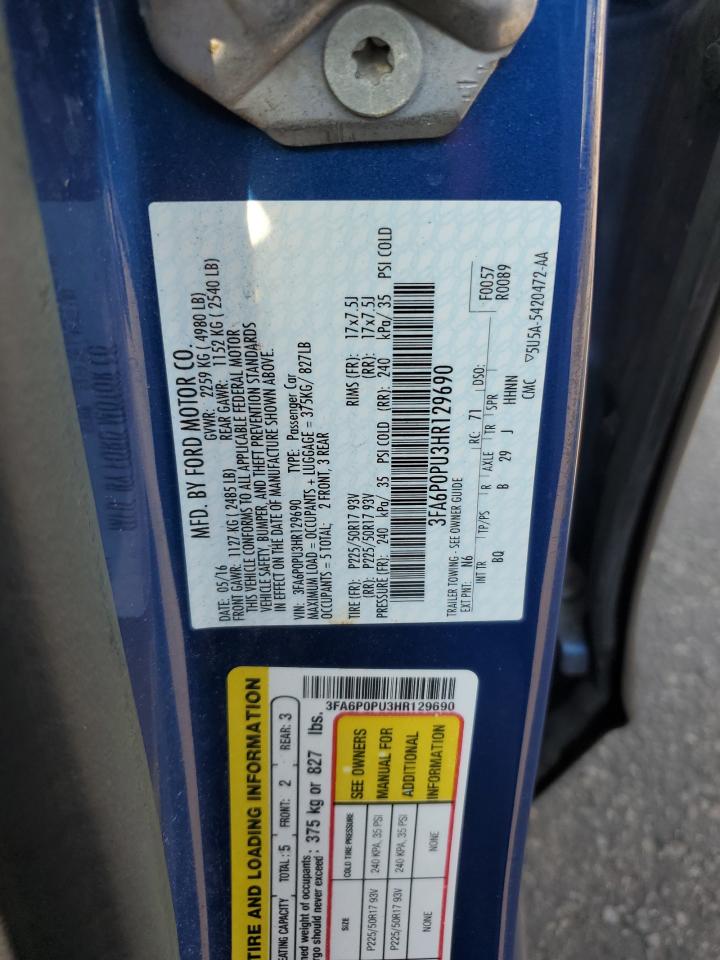 MFD. BY FORD MOTOR CO.
DATE: 05/16 GVWR: 2259 KG ( 4980 LB)
FRONT GAWR: 1127 KG ( 2485 LB) REAR GAWR: 1152 KG ( 2540 LB)
THIS VEHICLE CONFORMS TO ALL APPLICABLE FEDERAL MOTOR
VEHICLE SAFETY, BUMPER, AND THEFT PREVENTION STANDARDS
IN EFFECT ON THE DATE OF MANUFACTURE SHOWN ABOVE.
VIN: 3FA6P0PU3HR129690 TYPE: Passenger Car
MAXIMUM LOAD = OCCUPANTS + LUGGAGE = 375KG/ 827LB
OCCUPANTS = 5 TOTAL; 2 FRONT, 3 REAR
TIRE (FR): P225/50R17 93V RIMS (FR): 17x7.5J
(RR): P225/50R17 93V (RR): 17x7.5J
PRESSURE (FR): 240 kPa/ 35 PSI COLD (RR): 240 kPa/ 35 PSI COLD
3FA6P0PU3HR129690
TRAILER TOWING - SEE OWNER GUIDE
EXT PNT: N6 RC: 71 DSO: F0057
R0089
INT TR TP/PS R AXLE TR SPR
BQ B 29 J HHNN
CMC ▽5U5A-5420472-AA
TIRE AND LOADING INFORMATION
SEATING CAPACITY TOTAL: 5 FRONT: 2 REAR: 3
of occupants
never exceed: 375 kg or 827 lbs.
3FA6P0PU3HR129690
SIZE COLD TIRE PRESSURE
P225/50R17 93V 240 KPA, 35 PSI
P225/50R17 93V 240 KPA, 35 PSI
NONE NONE
SEE OWNERS
MANUAL FOR
ADDITIONAL
INFORMATION